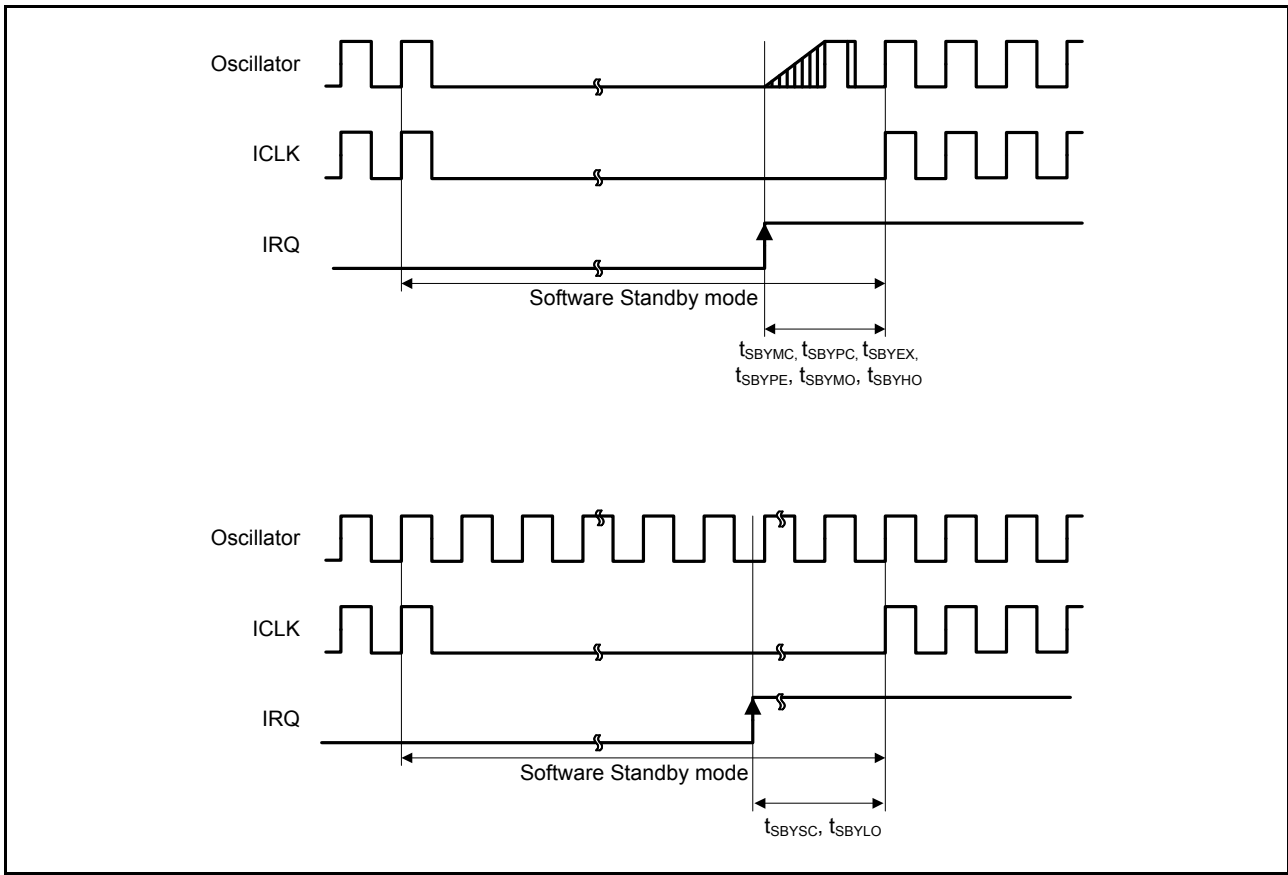 Oscillator
ICLK
IRQ
Software Standby mode
tSBYMC, tSBYPC, tSBYEX,
tSBYPE, tSBYMO, tSBYHO
Oscillator
ICLK
IRQ
Software Standby mode
tSBYSC, tSBYLO